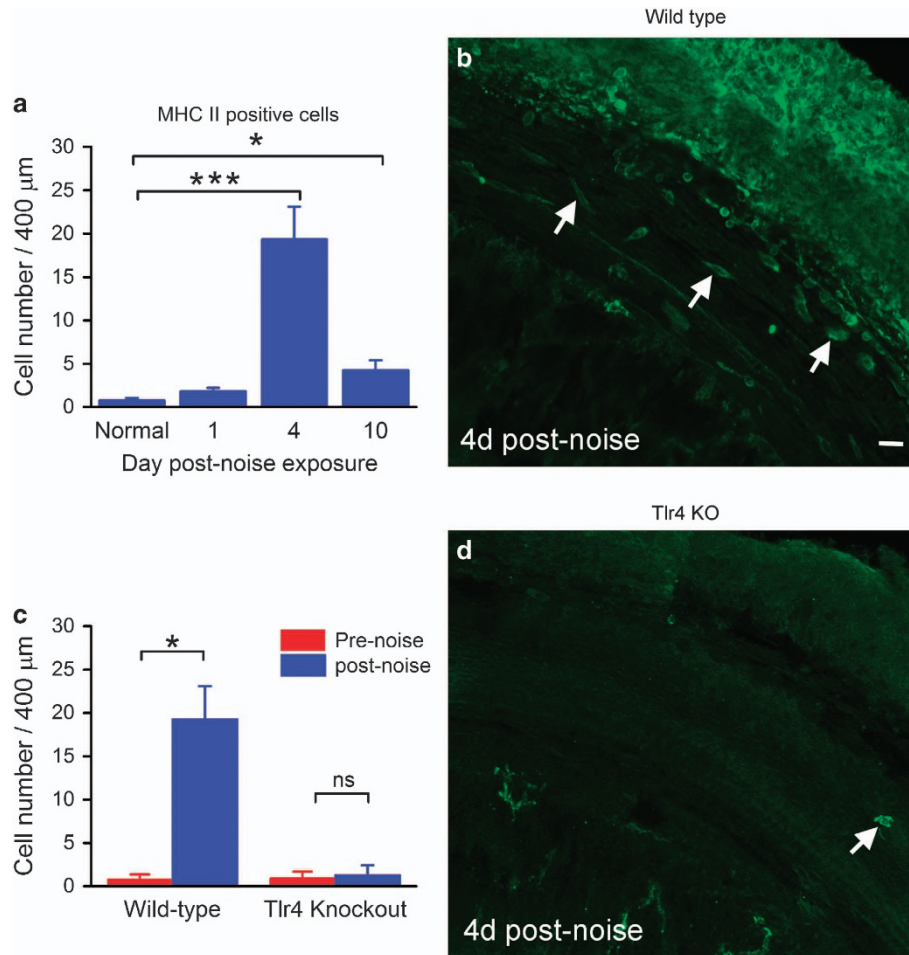 Wild type
a
MHC II positive cells
*
***
30
25
20
15
10
5
0
Cell number / 400 μm
Normal 1 4 10
Day post-noise exposure
b
4d post-noise
Tlr4 KO
c
30
25
20
15
10
5
0
Cell number / 400 μm
Pre-noise
post-noise
*
ns
Wild-type Tlr4 Knockout
d
4d post-noise